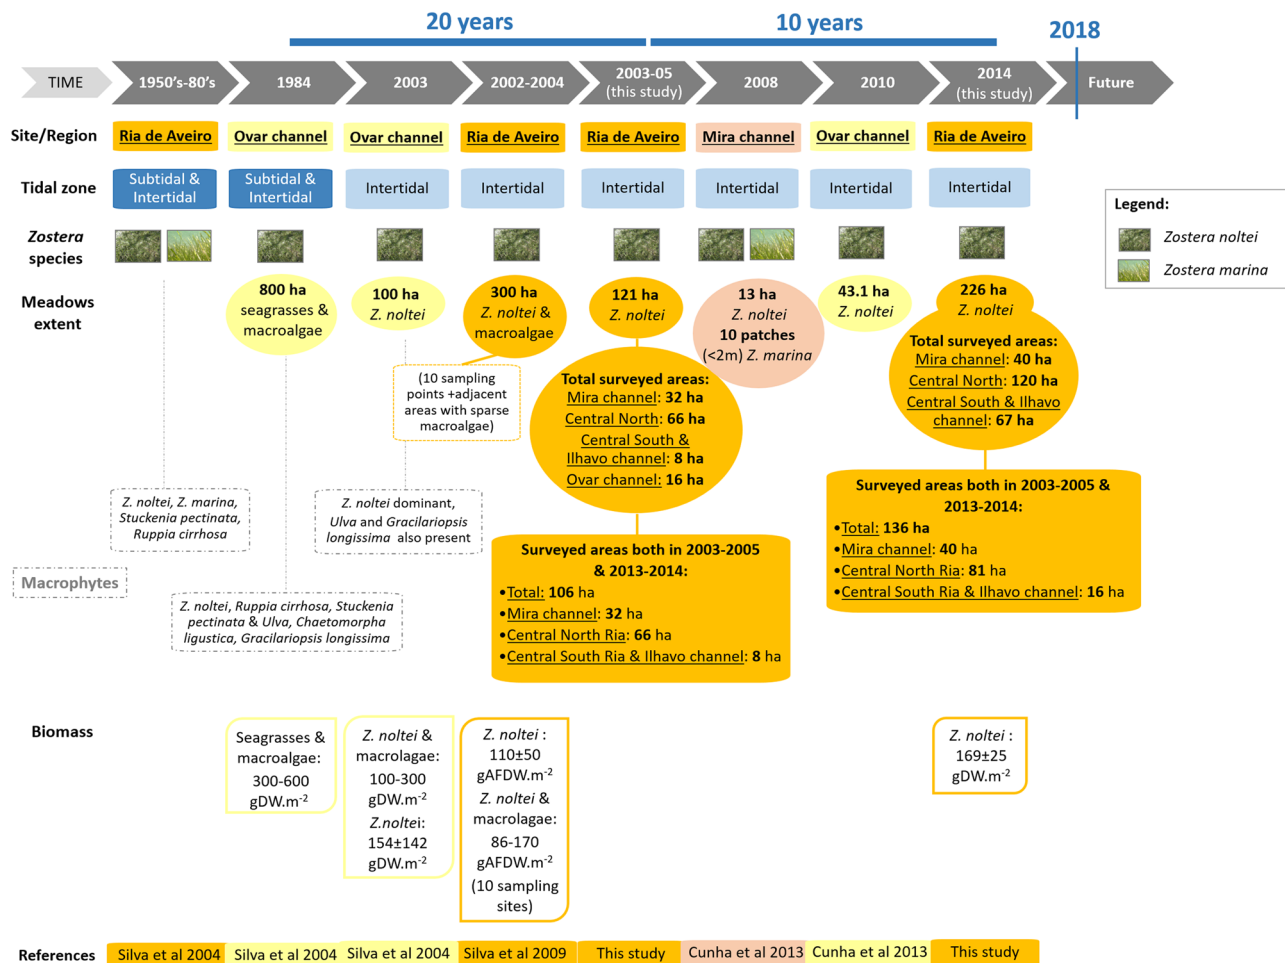 20 years
10 years
2018
TIME
1950's-80's
1984
2003
2002-2004
2003-05
(this study)
2008
2010
2014
(this study)
Future
Site/Region
Ria de Aveiro
Ovar channel
Ovar channel
Ria de Aveiro
Ria de Aveiro
Mira channel
Ovar channel
Ria de Aveiro
Tidal zone
Subtidal &
Intertidal
Subtidal &
Intertidal
Intertidal
Intertidal
Intertidal
Intertidal
Intertidal
Intertidal
Legend:
Zostera noltei
Zostera marina
Zostera
species
Meadows
extent
800 ha
seagrasses &
macroalgae
100 ha
Z. noltei
300 ha
Z. noltei &
macroalgae
(10 sampling
points +adjacent
areas with sparse
macroalgae)
121 ha
Z. noltei
Total surveyed areas:
Mira channel: 32 ha
Central North: 66 ha
Central South &
Ilhavo channel: 8 ha
Ovar channel: 16 ha
13 ha
Z. noltei
10 patches
(<2m) Z. marina
43.1 ha
Z. noltei
226 ha
Z. noltei
Total surveyed areas:
Mira channel: 40 ha
Central North: 120 ha
Central South & Ilhavo
channel: 67 ha
Z. noltei, Z. marina,
Stuckenia pectinata,
Ruppia cirrhosa
Z. noltei dominant,
Ulva and Gracilariopsis
longissima also present
Surveyed areas both in 2003-2005
& 2013-2014:
•Total: 106 ha
•Mira channel: 32 ha
•Central North Ria: 66 ha
•Central South Ria & Ilhavo channel: 8 ha
Surveyed areas both in 2003-2005 &
2013-2014:
•Total: 136 ha
•Mira channel: 40 ha
•Central North Ria: 81 ha
•Central South Ria & Ilhavo channel: 16 ha
Macrophytes
Z. noltei, Ruppia cirrhosa, Stuckenia
pectinata & Ulva, Chaetomorpha
ligustica, Gracilariopsis longissima
Biomass
Seagrasses &
macroalgae:
300-600
gDW.m-2
Z. noltei &
macrolagae:
100-300
gDW.m-2
Z.noltei:
154±142
gDW.m-2
Z. noltei :
110±50
gAFDW.m-2
Z. noltei &
macrolagae:
86-170
gAFDW.m-2
(10 sampling
sites)
Z. noltei :
169±25
gDW.m-2
References
Silva et al 2004
Silva et al 2004
Silva et al 2004
Silva et al 2009
This study
Cunha et al 2013
Cunha et al 2013
This study